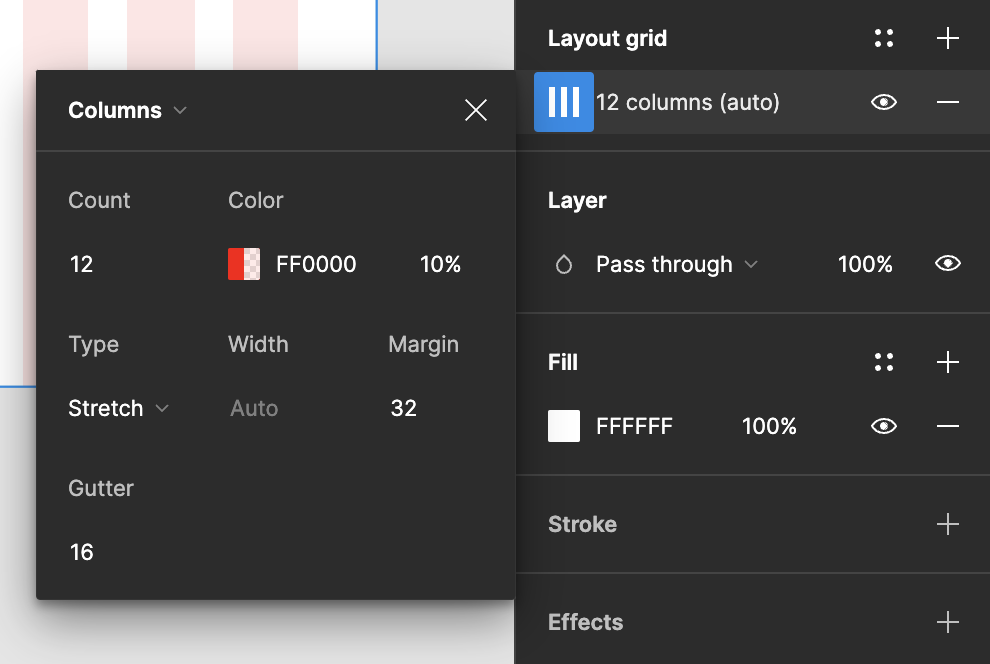 Columns
Count Color
12 FF0000 10%
Type Width Margin
Stretch Auto 32
Gutter
16
Layout grid
12 columns (auto)
Layer
Pass through 100%
Fill
FFFFFF 100%
Stroke
Effects